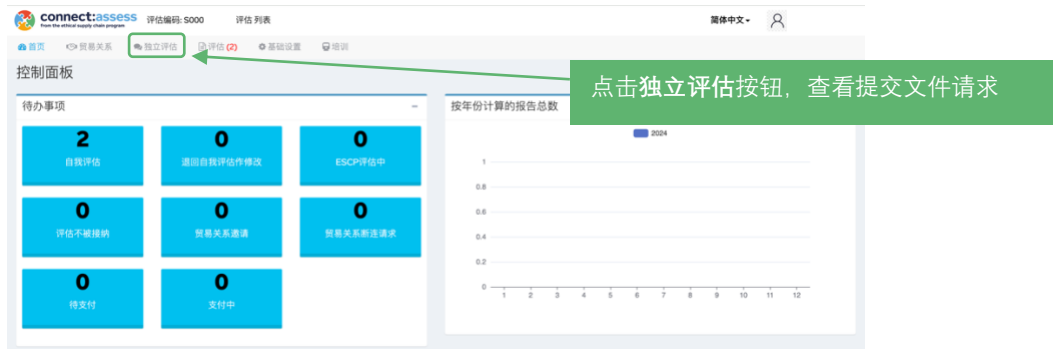 connect:assess
from the ethical supply chain program
评估编码: S000
评估 列表
简体中文
首页 贸易关系 独立评估 评估 (2) 基础设置 培训
控制面板
点击独立评估按钮，查看提交文件请求
待办事项
2
自我评估
0
退回自我评估作修改
0
ESCP评估中
0
评估不被接纳
0
贸易关系邀请
0
贸易关系断连请求
0
待支付
0
支付中
按年份计算的报告总数
2024
1
0.8
0.6
0.4
0.2
0
1 2 3 4 5 6 7 8 9 10 11 12